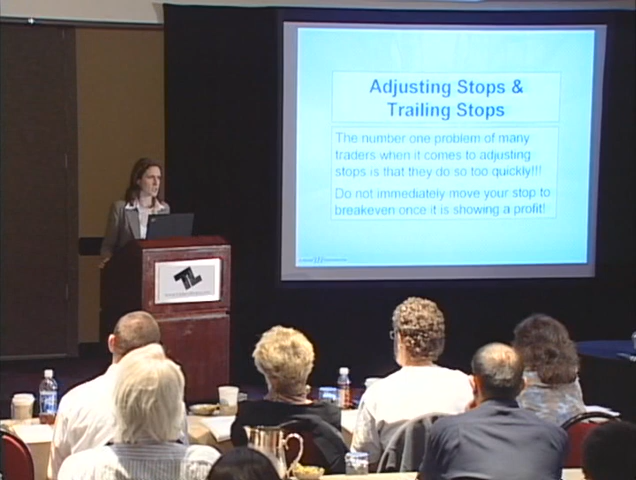 Adjusting Stops &
Trailing Stops
The number one problem of many
traders when it comes to adjusting
stops is that they do so too quickly!!!
Do not immediately move your stop to
breakeven once it is showing a profit!